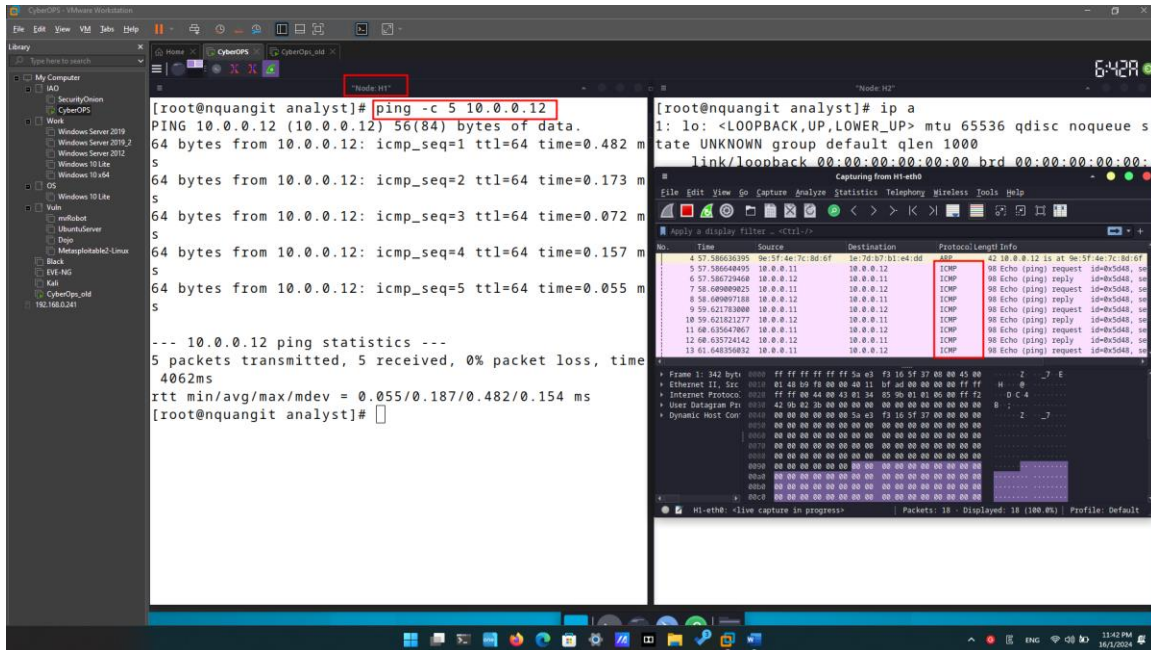 CyberOPS - VMware Workstation
File Edit View VM Tabs Help
Library
Type here to search
My Computer
IAO
SecurityOnion
CyberOPS
Work
Windows Server 2019
Windows Server 2019_2
Windows Server 2012
Windows 10 Lite
Windows 10 x64
OS
Windows 10 Lite
Vuln
mrRobot
UbuntuServer
Dojo
Metasploitable2-Linux
Black
EVE-NG
Kali
CyberOps_old
192.168.0.241
Home CyberOPS CyberOps_old
"Node: H1"
[root@nquangit analyst]# ping -c 5 10.0.0.12
PING 10.0.0.12 (10.0.0.12) 56(84) bytes of data.
64 bytes from 10.0.0.12: icmp_seq=1 ttl=64 time=0.482 m
s
64 bytes from 10.0.0.12: icmp_seq=2 ttl=64 time=0.173 m
s
64 bytes from 10.0.0.12: icmp_seq=3 ttl=64 time=0.072 m
s
64 bytes from 10.0.0.12: icmp_seq=4 ttl=64 time=0.157 m
s
64 bytes from 10.0.0.12: icmp_seq=5 ttl=64 time=0.055 m
s
--- 10.0.0.12 ping statistics ---
5 packets transmitted, 5 received, 0% packet loss, time
4062ms
rtt min/avg/max/mdev = 0.055/0.187/0.482/0.154 ms
[root@nquangit analyst]#
"Node: H2"
[root@nquangit analyst]# ip a
1: lo: <LOOPBACK,UP,LOWER_UP> mtu 65536 qdisc noqueue s
tate UNKNOWN group default qlen 1000
link/loopback 00:00:00:00:00:00 brd 00:00:00:00:00:
Capturing from H1-eth0
File Edit View Go Capture Analyze Statistics Telephony Wireless Tools Help
Apply a display filter … <Ctrl-/>
No. Time Source Destination Protocol Length Info
4 57.586636395 9e:5f:4e:7c:8d:6f 1e:7d:b7:b1:e4:dd ARP 42 10.0.0.12 is at 9e:5f:4e:7c:8d:6f
5 57.586640495 10.0.0.11 10.0.0.12 ICMP 98 Echo (ping) request id=0x5d48, se
6 57.586729460 10.0.0.12 10.0.0.11 ICMP 98 Echo (ping) reply id=0x5d48, se
7 58.609009025 10.0.0.11 10.0.0.12 ICMP 98 Echo (ping) request id=0x5d48, se
8 58.609097188 10.0.0.12 10.0.0.11 ICMP 98 Echo (ping) reply id=0x5d48, se
9 59.621783000 10.0.0.11 10.0.0.12 ICMP 98 Echo (ping) request id=0x5d48, se
10 59.621821277 10.0.0.12 10.0.0.11 ICMP 98 Echo (ping) reply id=0x5d48, se
11 60.635647067 10.0.0.11 10.0.0.12 ICMP 98 Echo (ping) request id=0x5d48, se
12 60.635724142 10.0.0.12 10.0.0.11 ICMP 98 Echo (ping) reply id=0x5d48, se
13 61.648356032 10.0.0.11 10.0.0.12 ICMP 98 Echo (ping) request id=0x5d48, se
Frame 1: 342 byte
Ethernet II, Src
Internet Protoco
User Datagram Pr
Dynamic Host Con
H1-eth0: <live capture in progress> Packets: 18 · Displayed: 18 (100.0%) Profile: Default
ENG
11:42 PM
16/1/2024